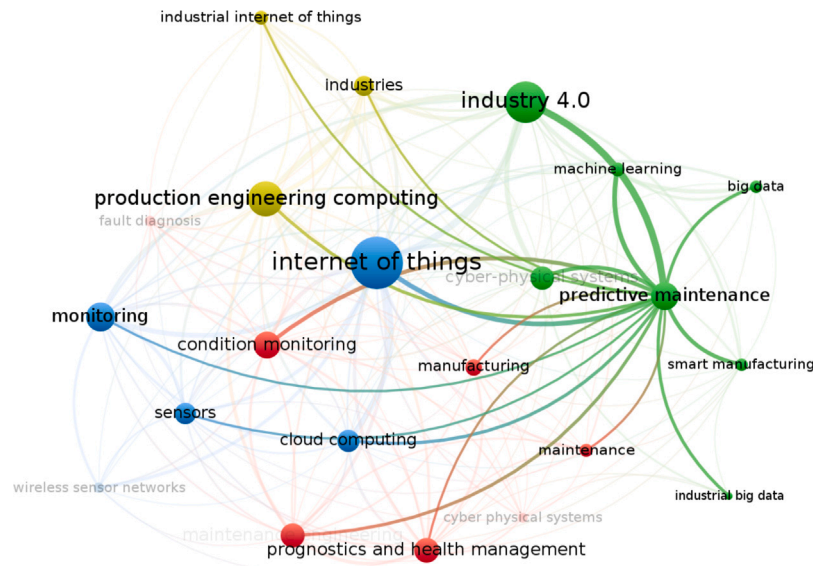 industrial internet of things
industries
industry 4.0
machine learning
big data
production engineering computing
fault diagnosis
internet of things
cyber-physical systems
predictive maintenance
monitoring
condition monitoring
manufacturing
smart manufacturing
sensors
cloud computing
maintenance
wireless sensor networks
industrial big data
cyber physical systems
maintenance engineering
prognostics and health management